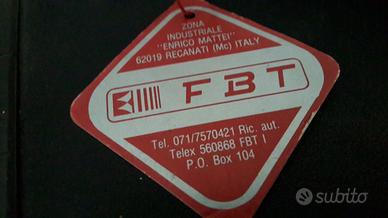 ZONA
INDUSTRIALE
"ENRICO MATTEI"
62019 RECANATI (Mc) ITALY
FBT
Tel. 071/7570421 Ric. aut.
Telex 560868 FBT I
P.O. Box 104
subito